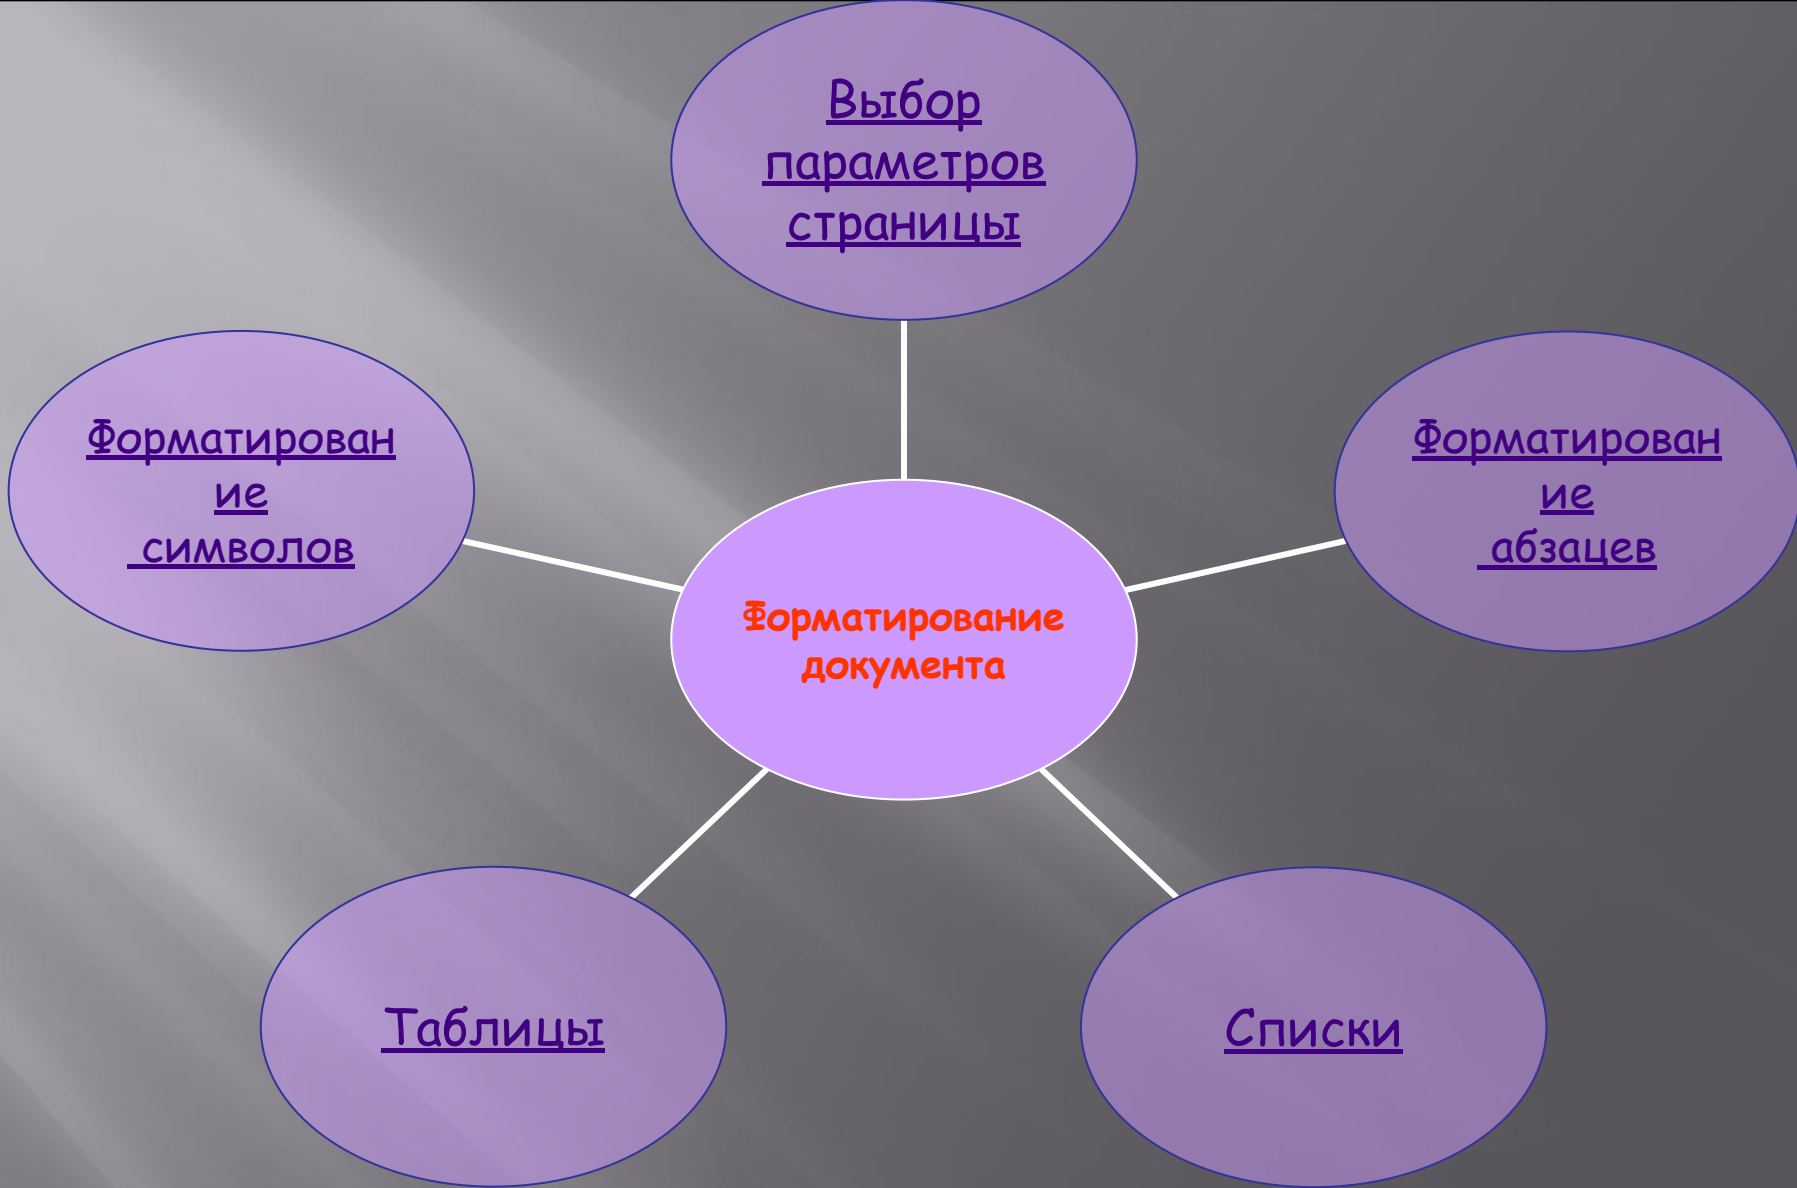 Выбор
параметров
страницы
Форматирован
ие
символов
Форматирован
ие
абзацев
Форматирование
документа
Таблицы
Списки